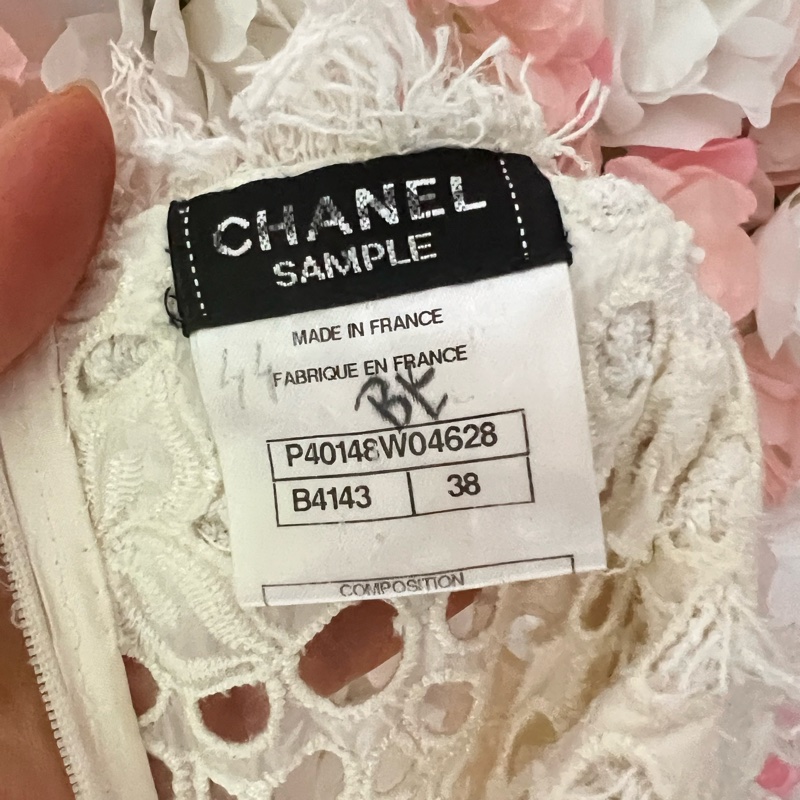 CHANEL
SAMPLE
MADE IN FRANCE
44
FABRIQUE EN FRANCE
BK
P40148W04628
B4143 38
COMPOSITION